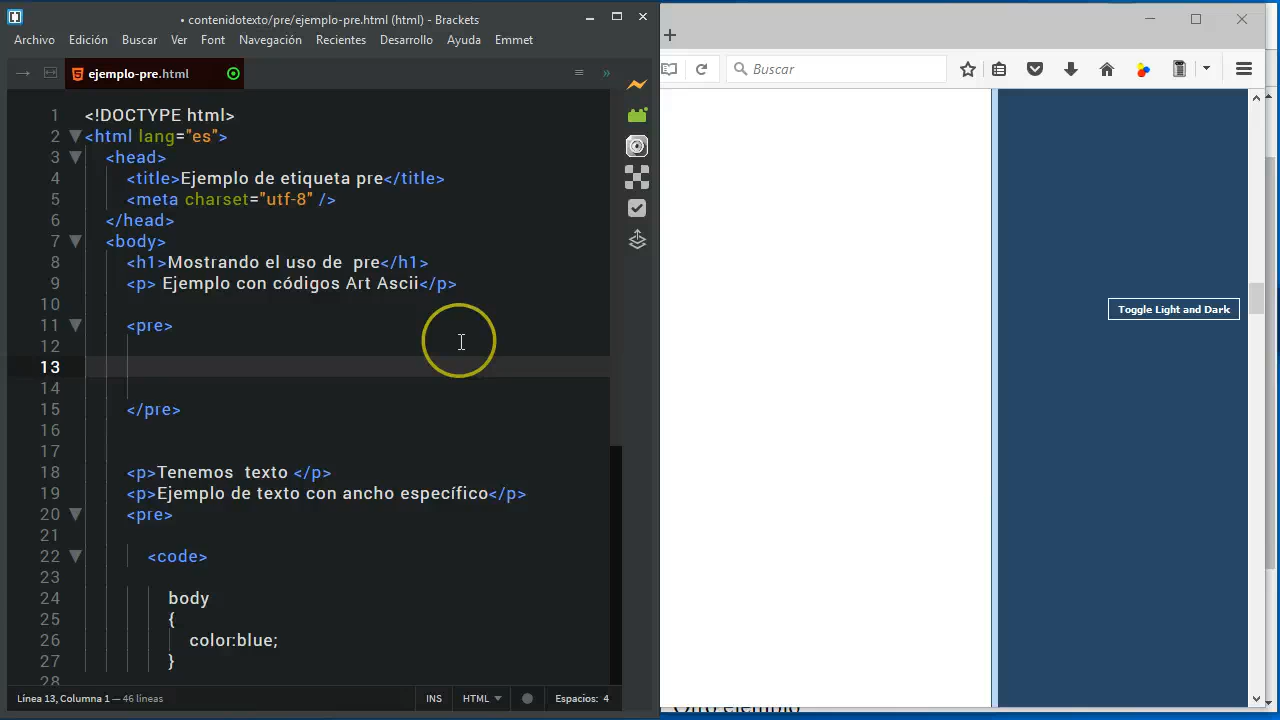 • contenidotexto/pre/ejemplo-pre.html (html) - Brackets
Archivo Edición Buscar Ver Font Navegación Recientes Desarrollo Ayuda Emmet
ejemplo-pre.html
1 <!DOCTYPE html>
2 <html lang="es">
3 <head>
4 <title>Ejemplo de etiqueta pre</title>
5 <meta charset="utf-8" />
6 </head>
7 <body>
8 <h1>Mostrando el uso de  pre</h1>
9 <p> Ejemplo con códigos Art Ascii</p>
10
11 <pre>
12
13
14
15 </pre>
16
17
18 <p>Tenemos  texto </p>
19 <p>Ejemplo de texto con ancho específico</p>
20 <pre>
21
22 <code>
23
24 body
25 {
26 color:blue;
27 }
28
Línea 13, Columna 1 — 46 líneas
INS HTML Espacios: 4
Buscar
Toggle Light and Dark
Otro ejemplo